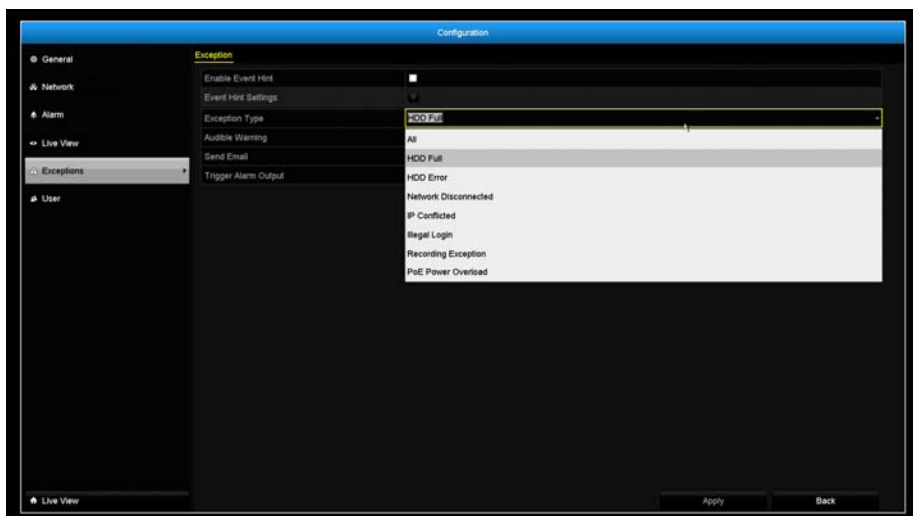 Configuration
General
Network
Alarm
Live View
Exceptions
User
Live View
Exception
Enable Event Hint
Event Hint Settings
Exception Type HDD Full
Audible Warning
Send Email
Trigger Alarm Output
All
HDD Full
HDD Error
Network Disconnected
IP Conflicted
Illegal Login
Recording Exception
PoE Power Overload
Apply Back